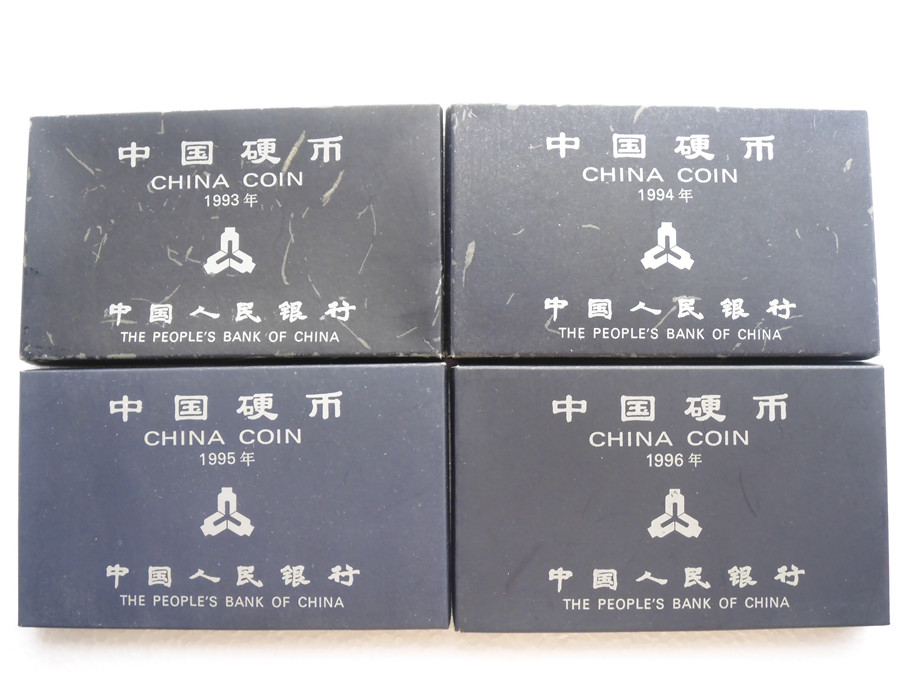 中国硬币
CHINA COIN
1993年
中国人民银行
THE PEOPLE'S BANK OF CHINA
中国硬币
CHINA COIN
1994年
中国人民银行
THE PEOPLE'S BANK OF CHINA
中国硬币
CHINA COIN
1995年
中国人民银行
THE PEOPLE'S BANK OF CHINA
中国硬币
CHINA COIN
1996年
中国人民银行
THE PEOPLE'S BANK OF CHINA